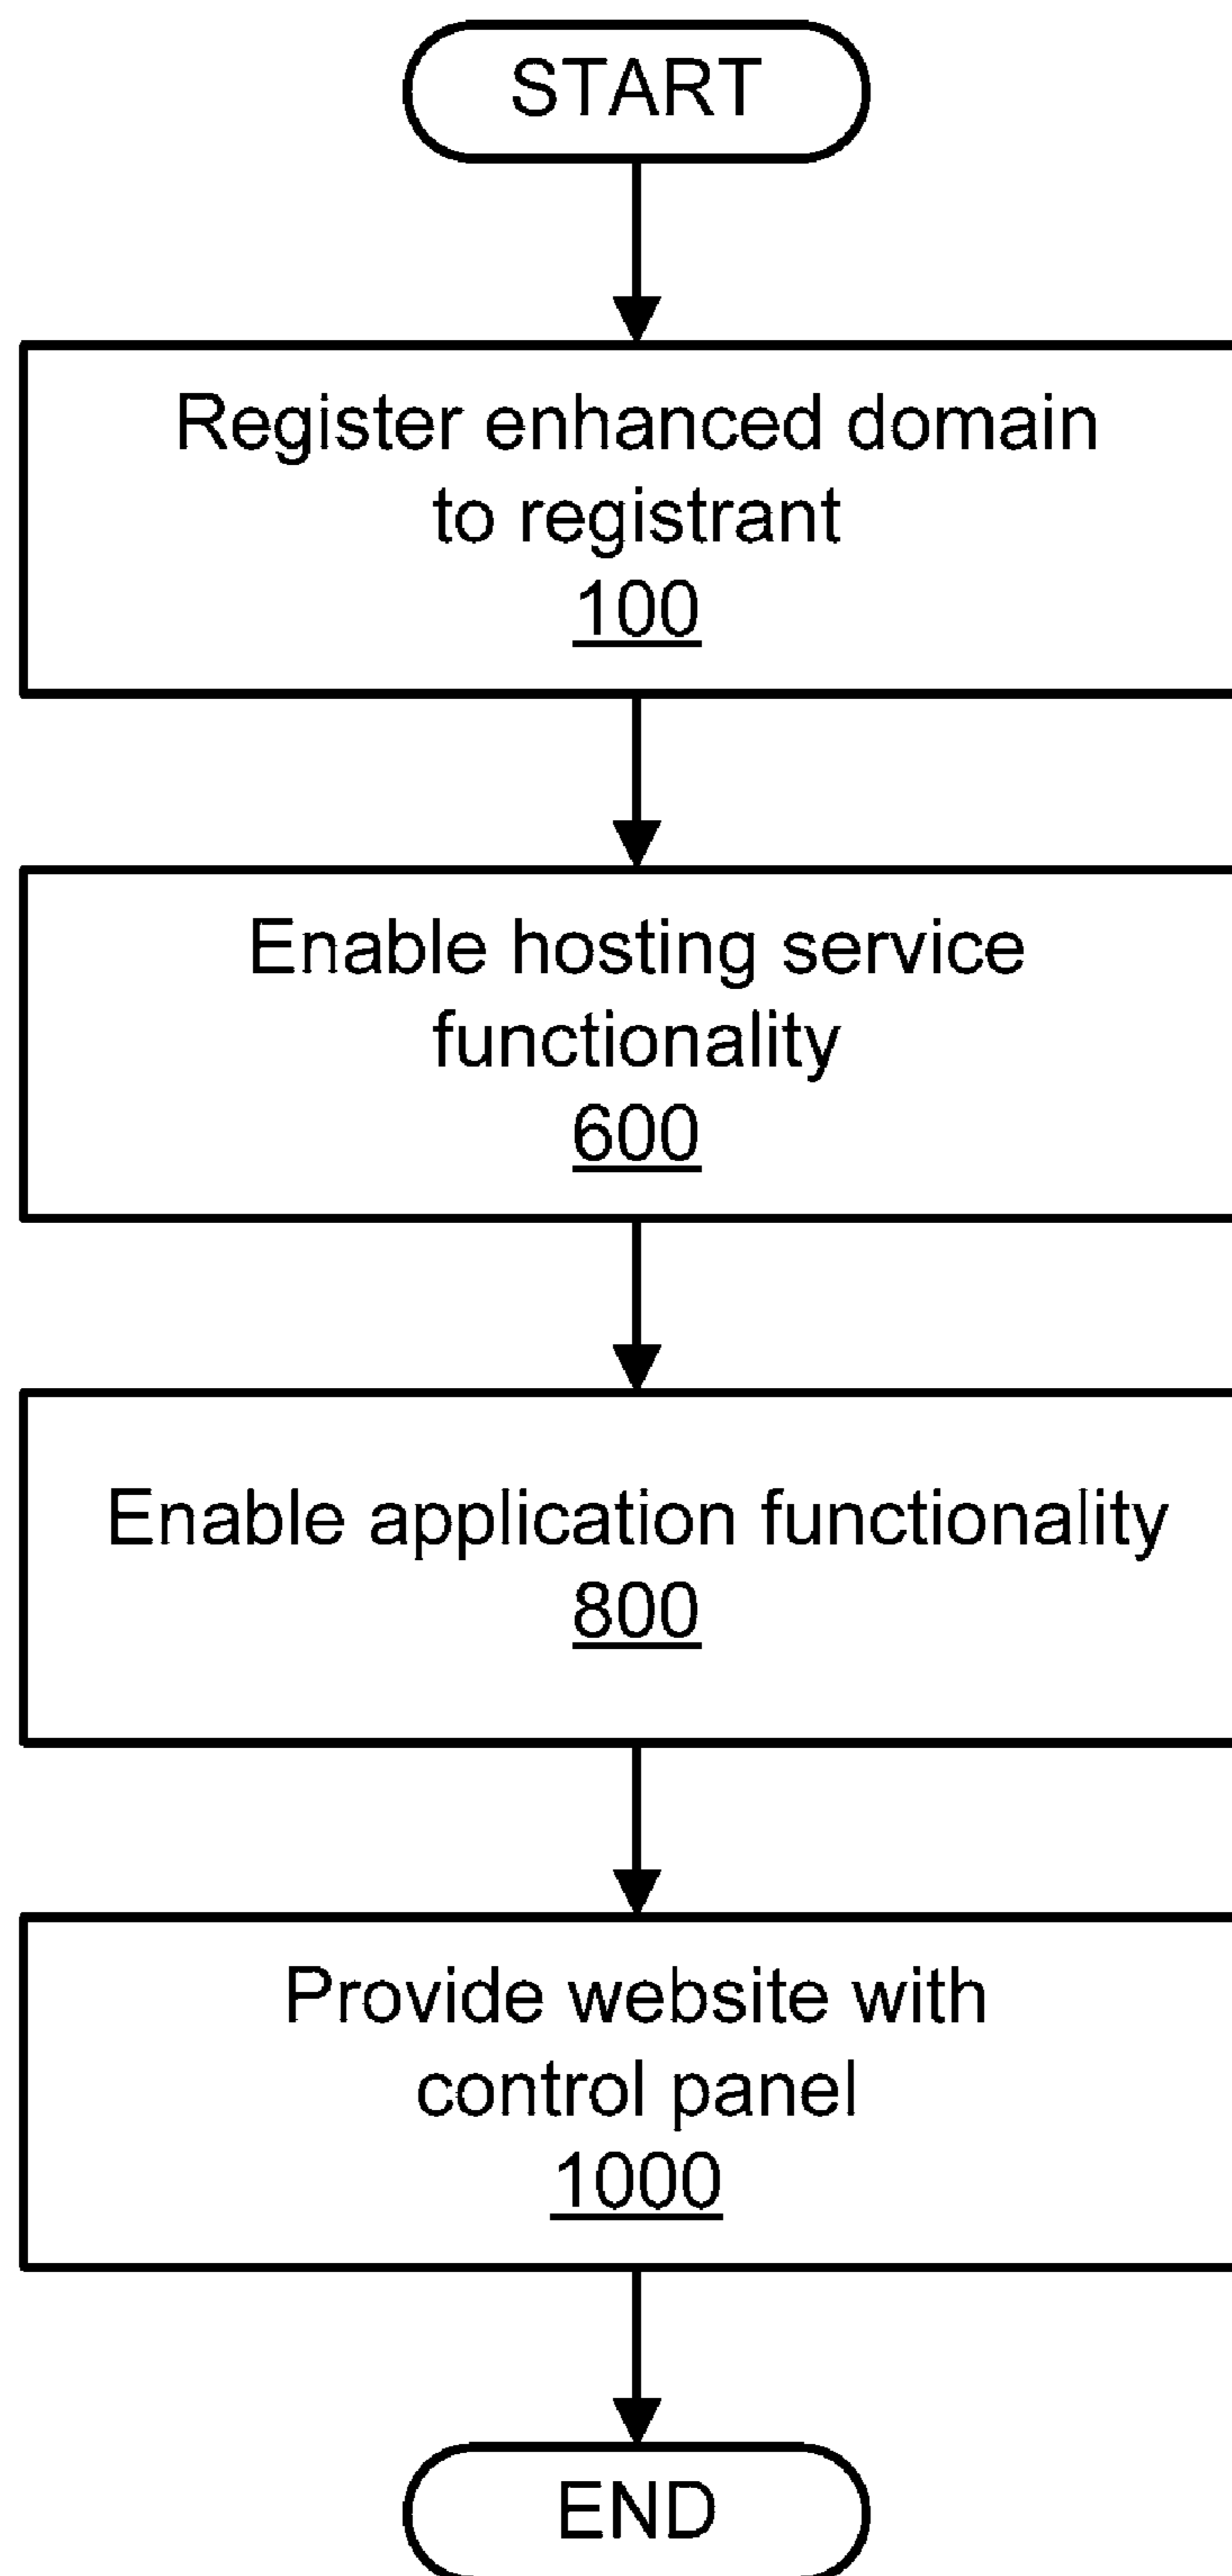 START
Register enhanced domain
to registrant
100
Enable hosting service
functionality
600
Enable application functionality
800
Provide website with
control panel
1000
END